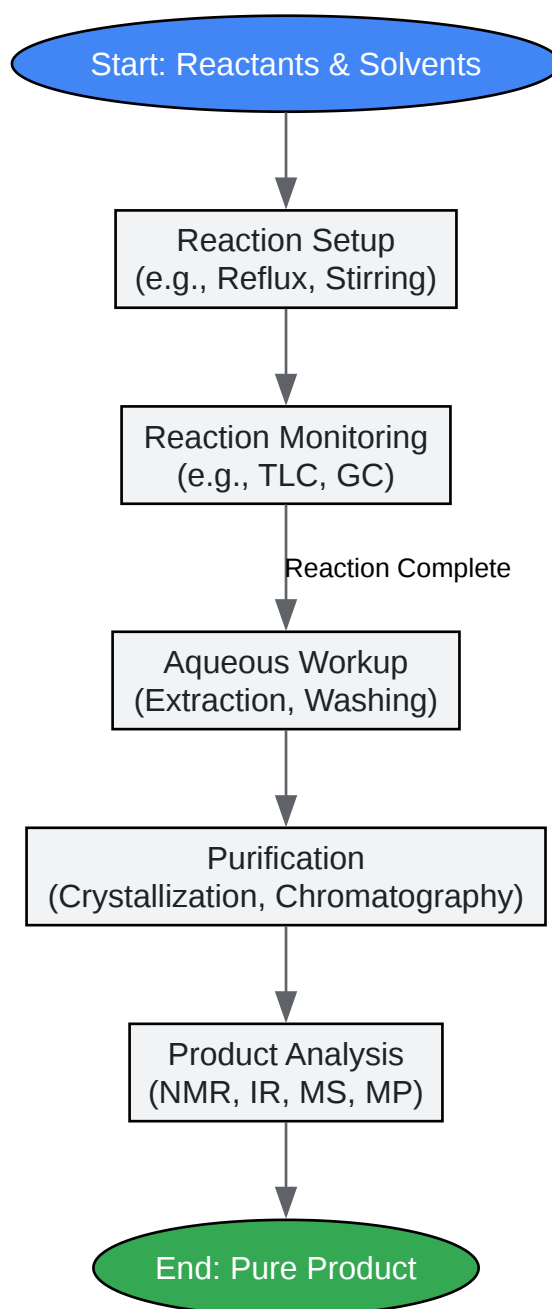 Start: Reactants & Solvents
Reaction Setup
(e.g., Reflux, Stirring)
Reaction Monitoring
(e.g., TLC, GC)
Reaction Complete
Aqueous Workup
(Extraction, Washing)
Purification
(Crystallization, Chromatography)
Product Analysis
(NMR, IR, MS, MP)
End: Pure Product